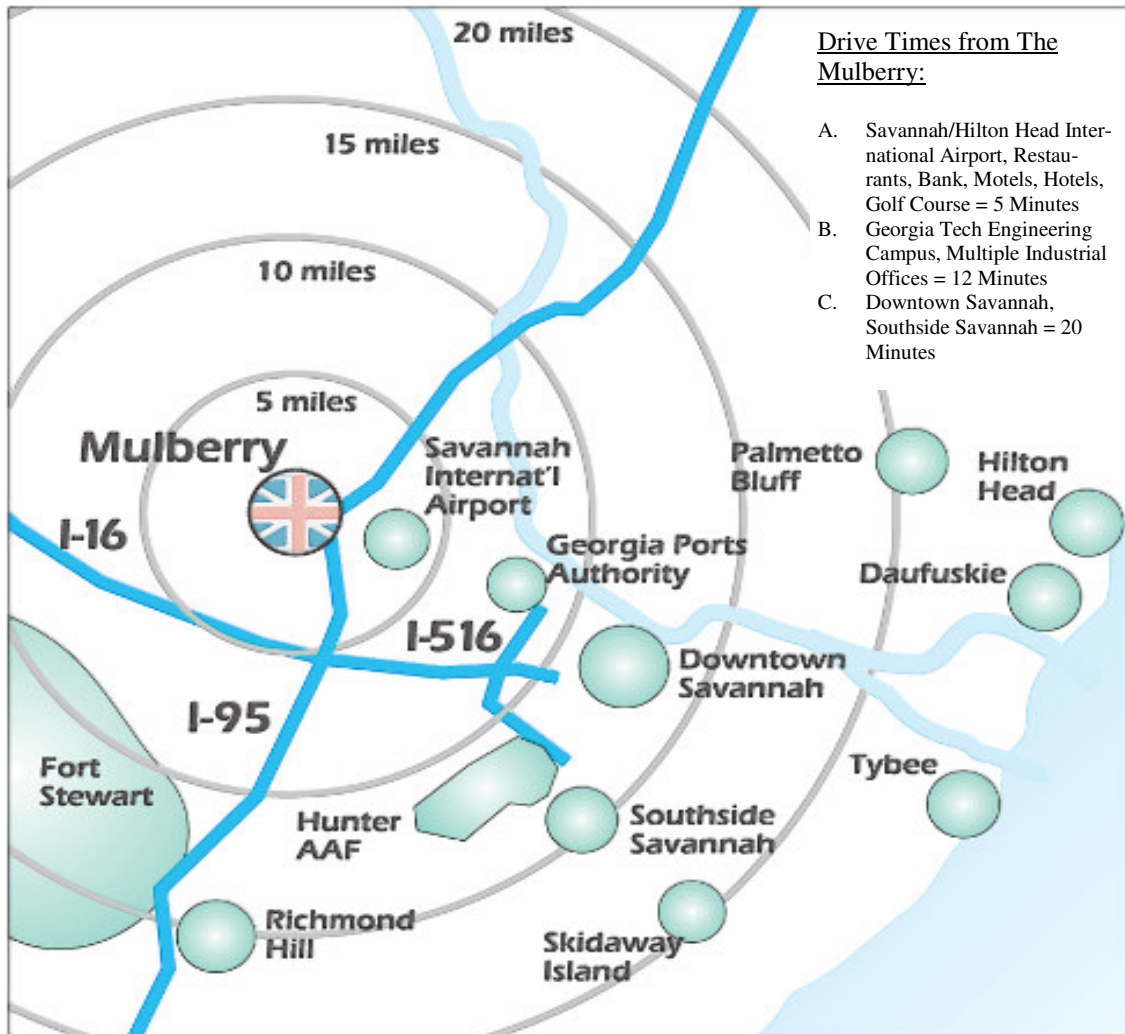 20 miles
Drive Times from The
Mulberry:
A. Savannah/Hilton Head Inter-
national Airport, Restau-
rants, Bank, Motels, Hotels,
Golf Course = 5 Minutes
B. Georgia Tech Engineering
Campus, Multiple Industrial
Offices = 12 Minutes
C. Downtown Savannah,
Southside Savannah = 20
Minutes
15 miles
10 miles
5 miles
Mulberry
Savannah
Internat'l
Airport
Palmetto
Bluff
Hilton
Head
I-16
Georgia Ports
Authority
Daufuskie
I-516
Downtown
Savannah
I-95
Fort
Stewart
Tybee
Hunter
AAF
Southside
Savannah
Richmond
Hill
Skidaway
Island